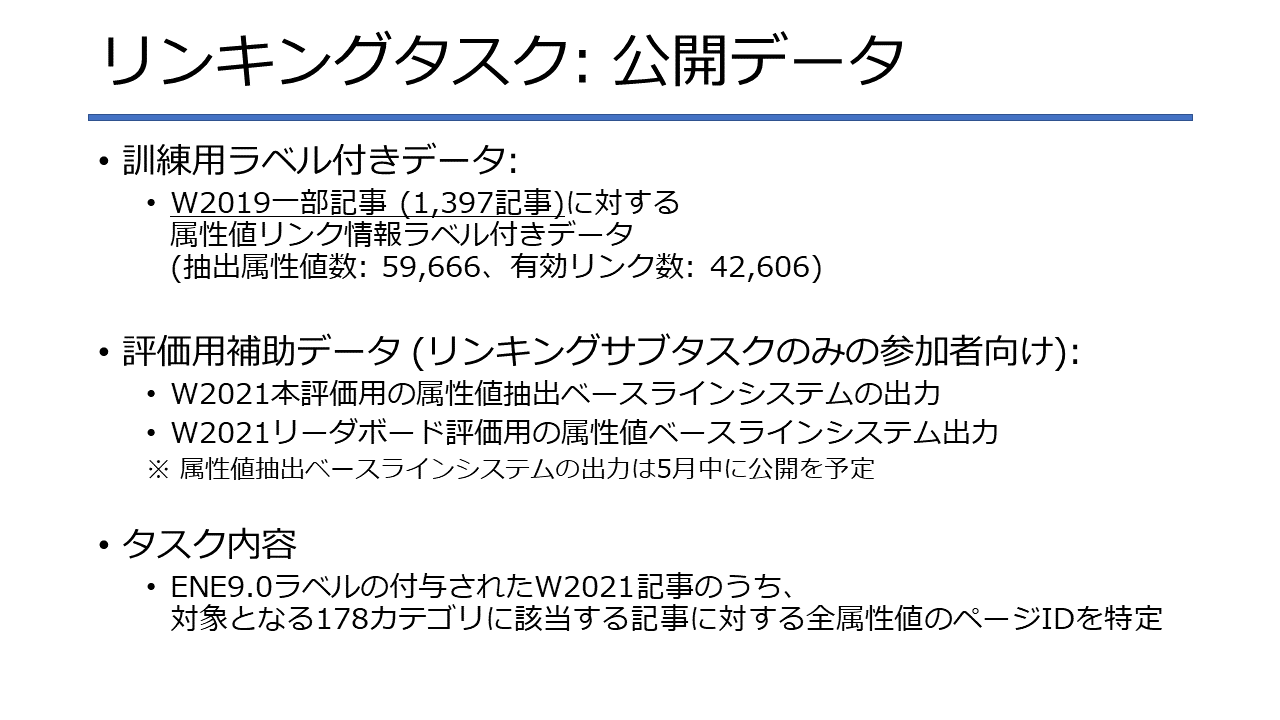 リンキングタスク: 公開データ
• 訓練用ラベル付きデータ:
• W2019一部記事 (1,397記事)に対する
属性値リンク情報ラベル付きデータ
(抽出属性値数: 59,666、有効リンク数: 42,606)
• 評価用補助データ (リンキングサブタスクのみの参加者向け):
• W2021本評価用の属性値抽出ベースラインシステムの出力
• W2021リーダボード評価用の属性値ベースラインシステム出力
※ 属性値抽出ベースラインシステムの出力は5月中に公開を予定
• タスク内容
• ENE9.0ラベルの付与されたW2021記事のうち、
対象となる178カテゴリに該当する記事に対する全属性値のページIDを特定